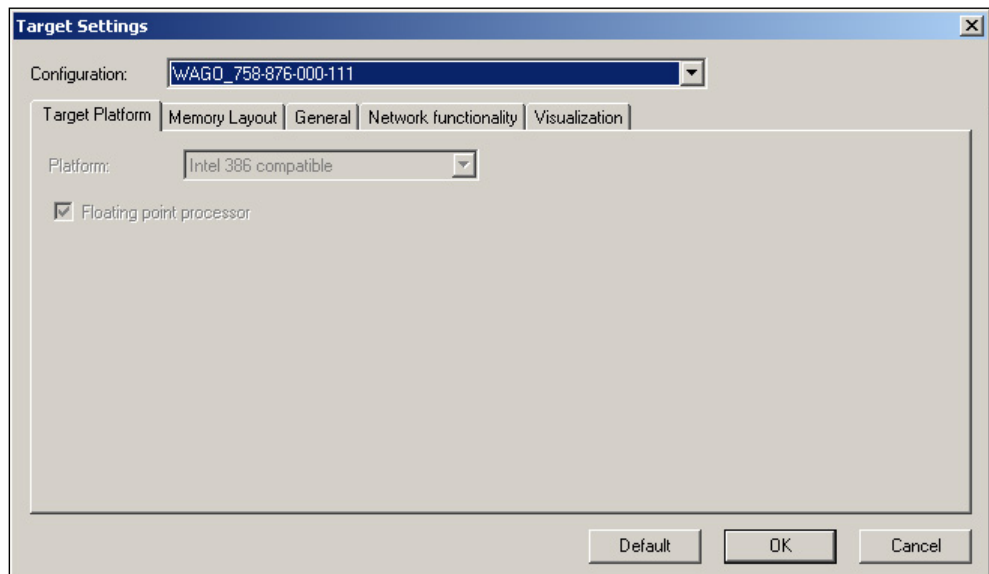 Target Settings
Configuration: WAGO_758-876-000-111
Target Platform Memory Layout General Network functionality Visualization
Platform: Intel 386 compatible
Floating point processor
Default OK Cancel